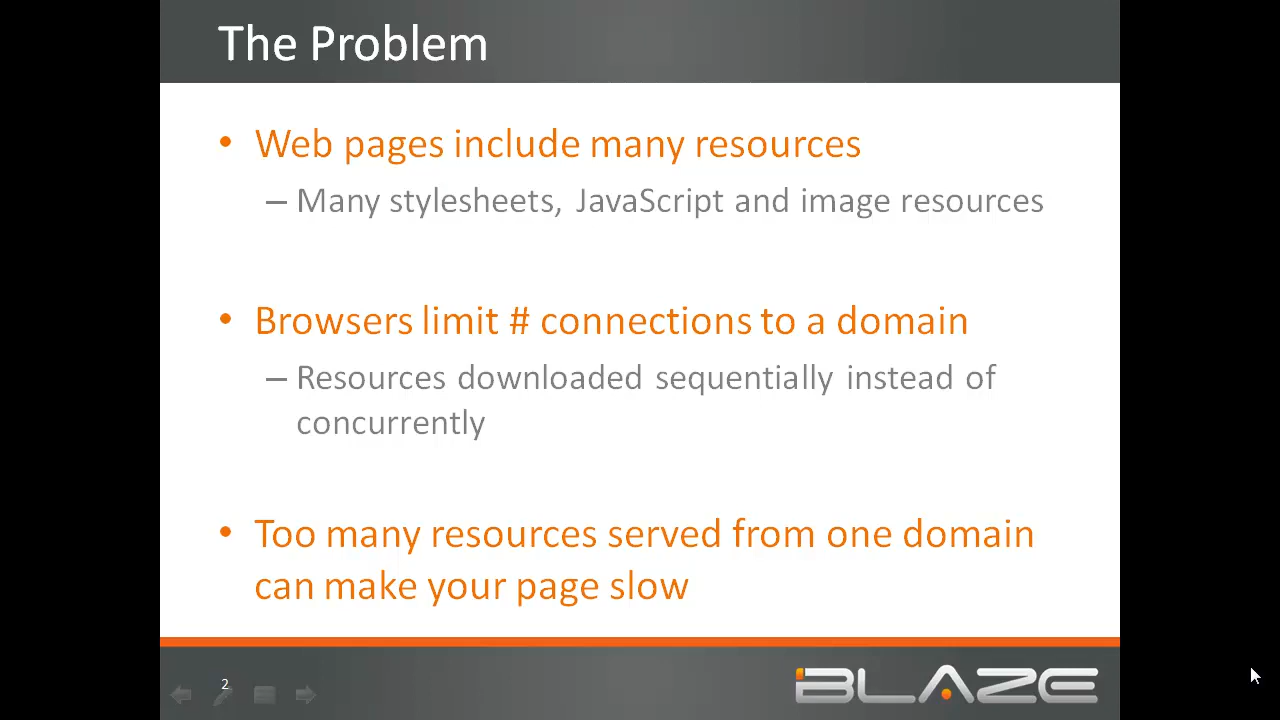 The Problem
• Web pages include many resources
– Many stylesheets, JavaScript and image resources
• Browsers limit # connections to a domain
– Resources downloaded sequentially instead of
concurrently
• Too many resources served from one domain
can make your page slow
2
BLAZE